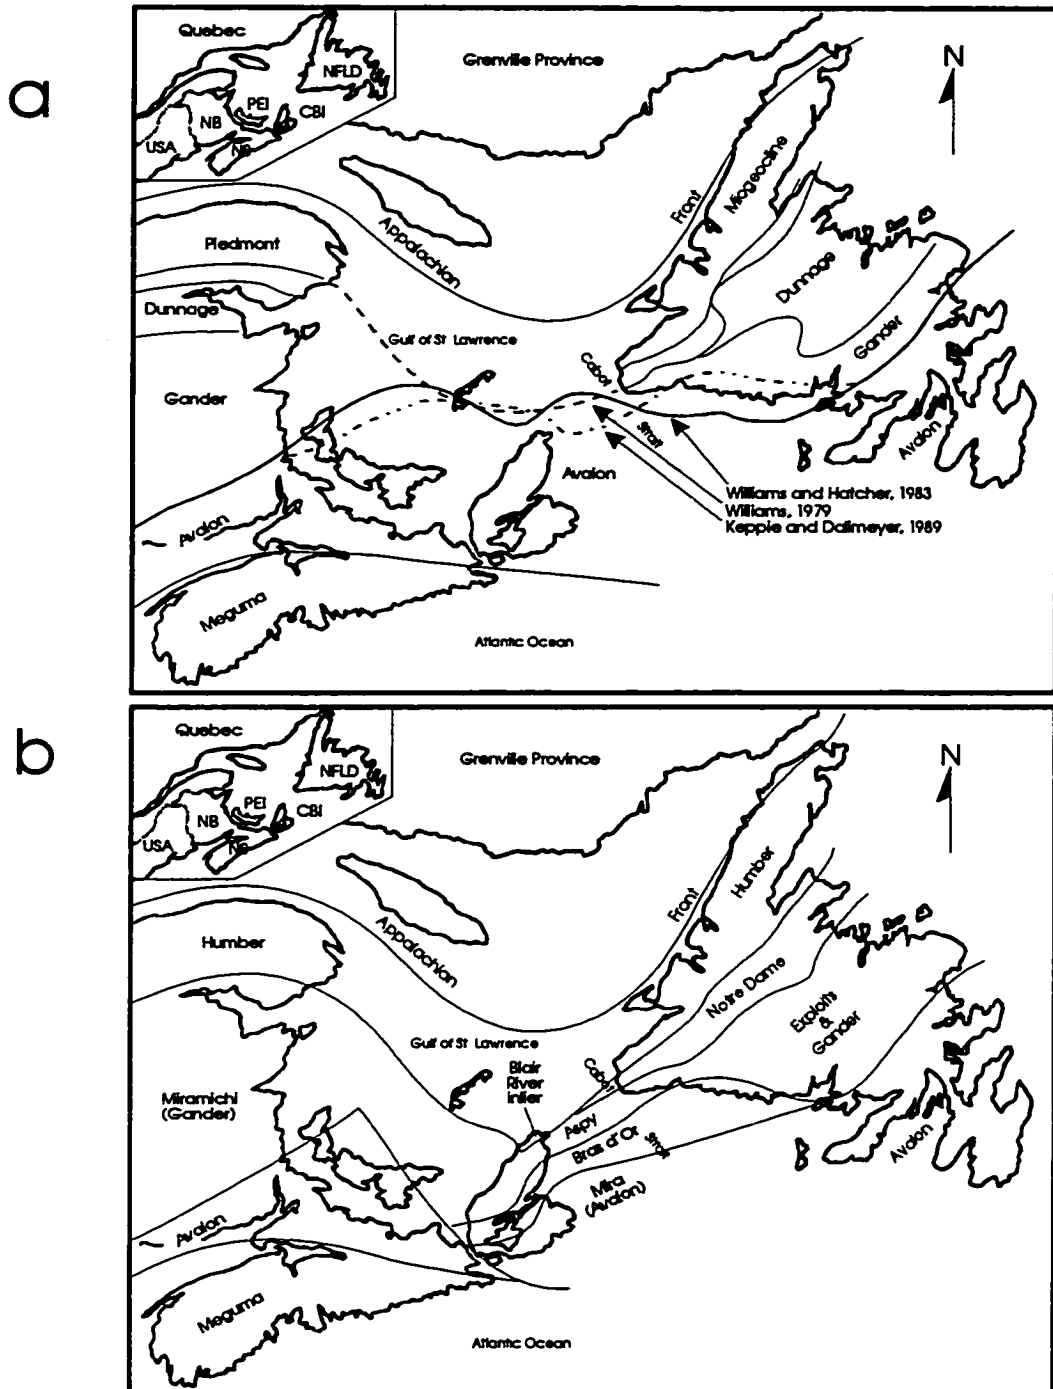 a
Quebec
NFLD
PEI
CBI
NB
USA
NS
Grenville Province
N
Front
Miogeocline
Appalachian
Piedmont
Dunnage
Dunnage
Gulf of St Lawrence
Cabot
Strait
Gander
Gander
Avalon
Avalon
Avalon
Williams and Hatcher, 1983
Williams, 1979
Keppie and Dallmeyer, 1989
Meguma
Atlantic Ocean
b
Quebec
NFLD
PEI
CBI
NB
USA
NS
Grenville Province
N
Front
Humber
Appalachian
Humber
Notre Dame
Exploits
&
Gander
Gulf of St Lawrence
Blair
River
inlier
Cabot
Strait
Miramichi
(Gander)
Aspy
Bras d' Or
Mira
(Avalon)
Avalon
Avalon
Meguma
Atlantic Ocean